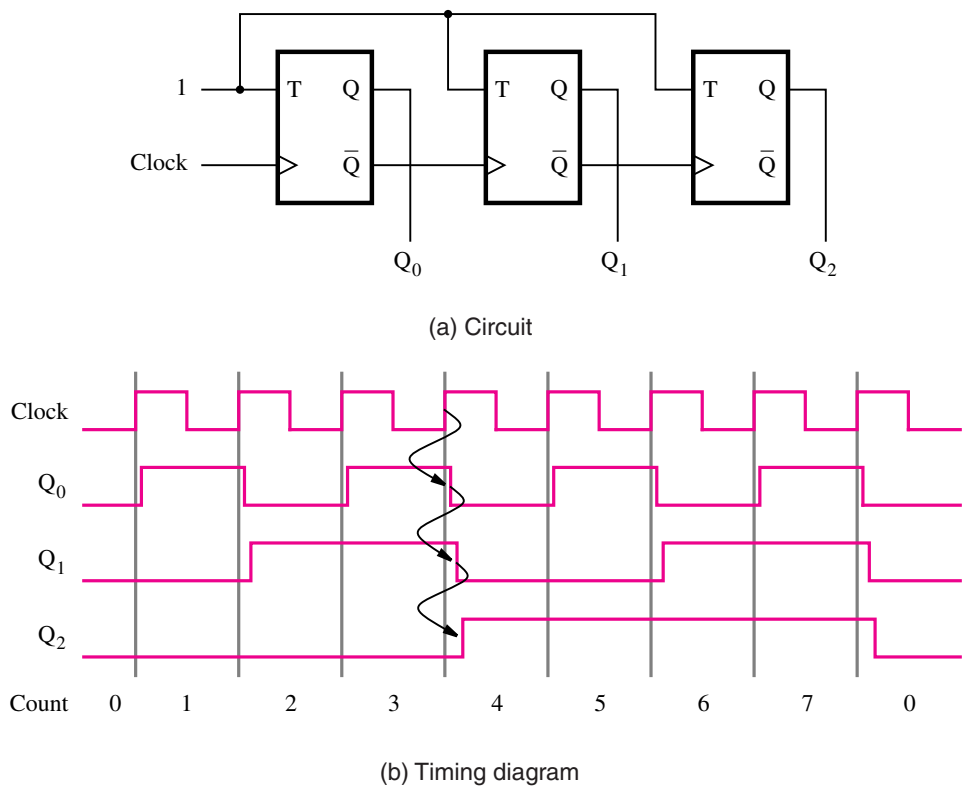 1 T Q T Q T Q
Clock Q̅ Q̅ Q̅
Q₀ Q₁ Q₂
(a) Circuit
Clock
Q₀
Q₁
Q₂
Count 0 1 2 3 4 5 6 7 0
(b) Timing diagram